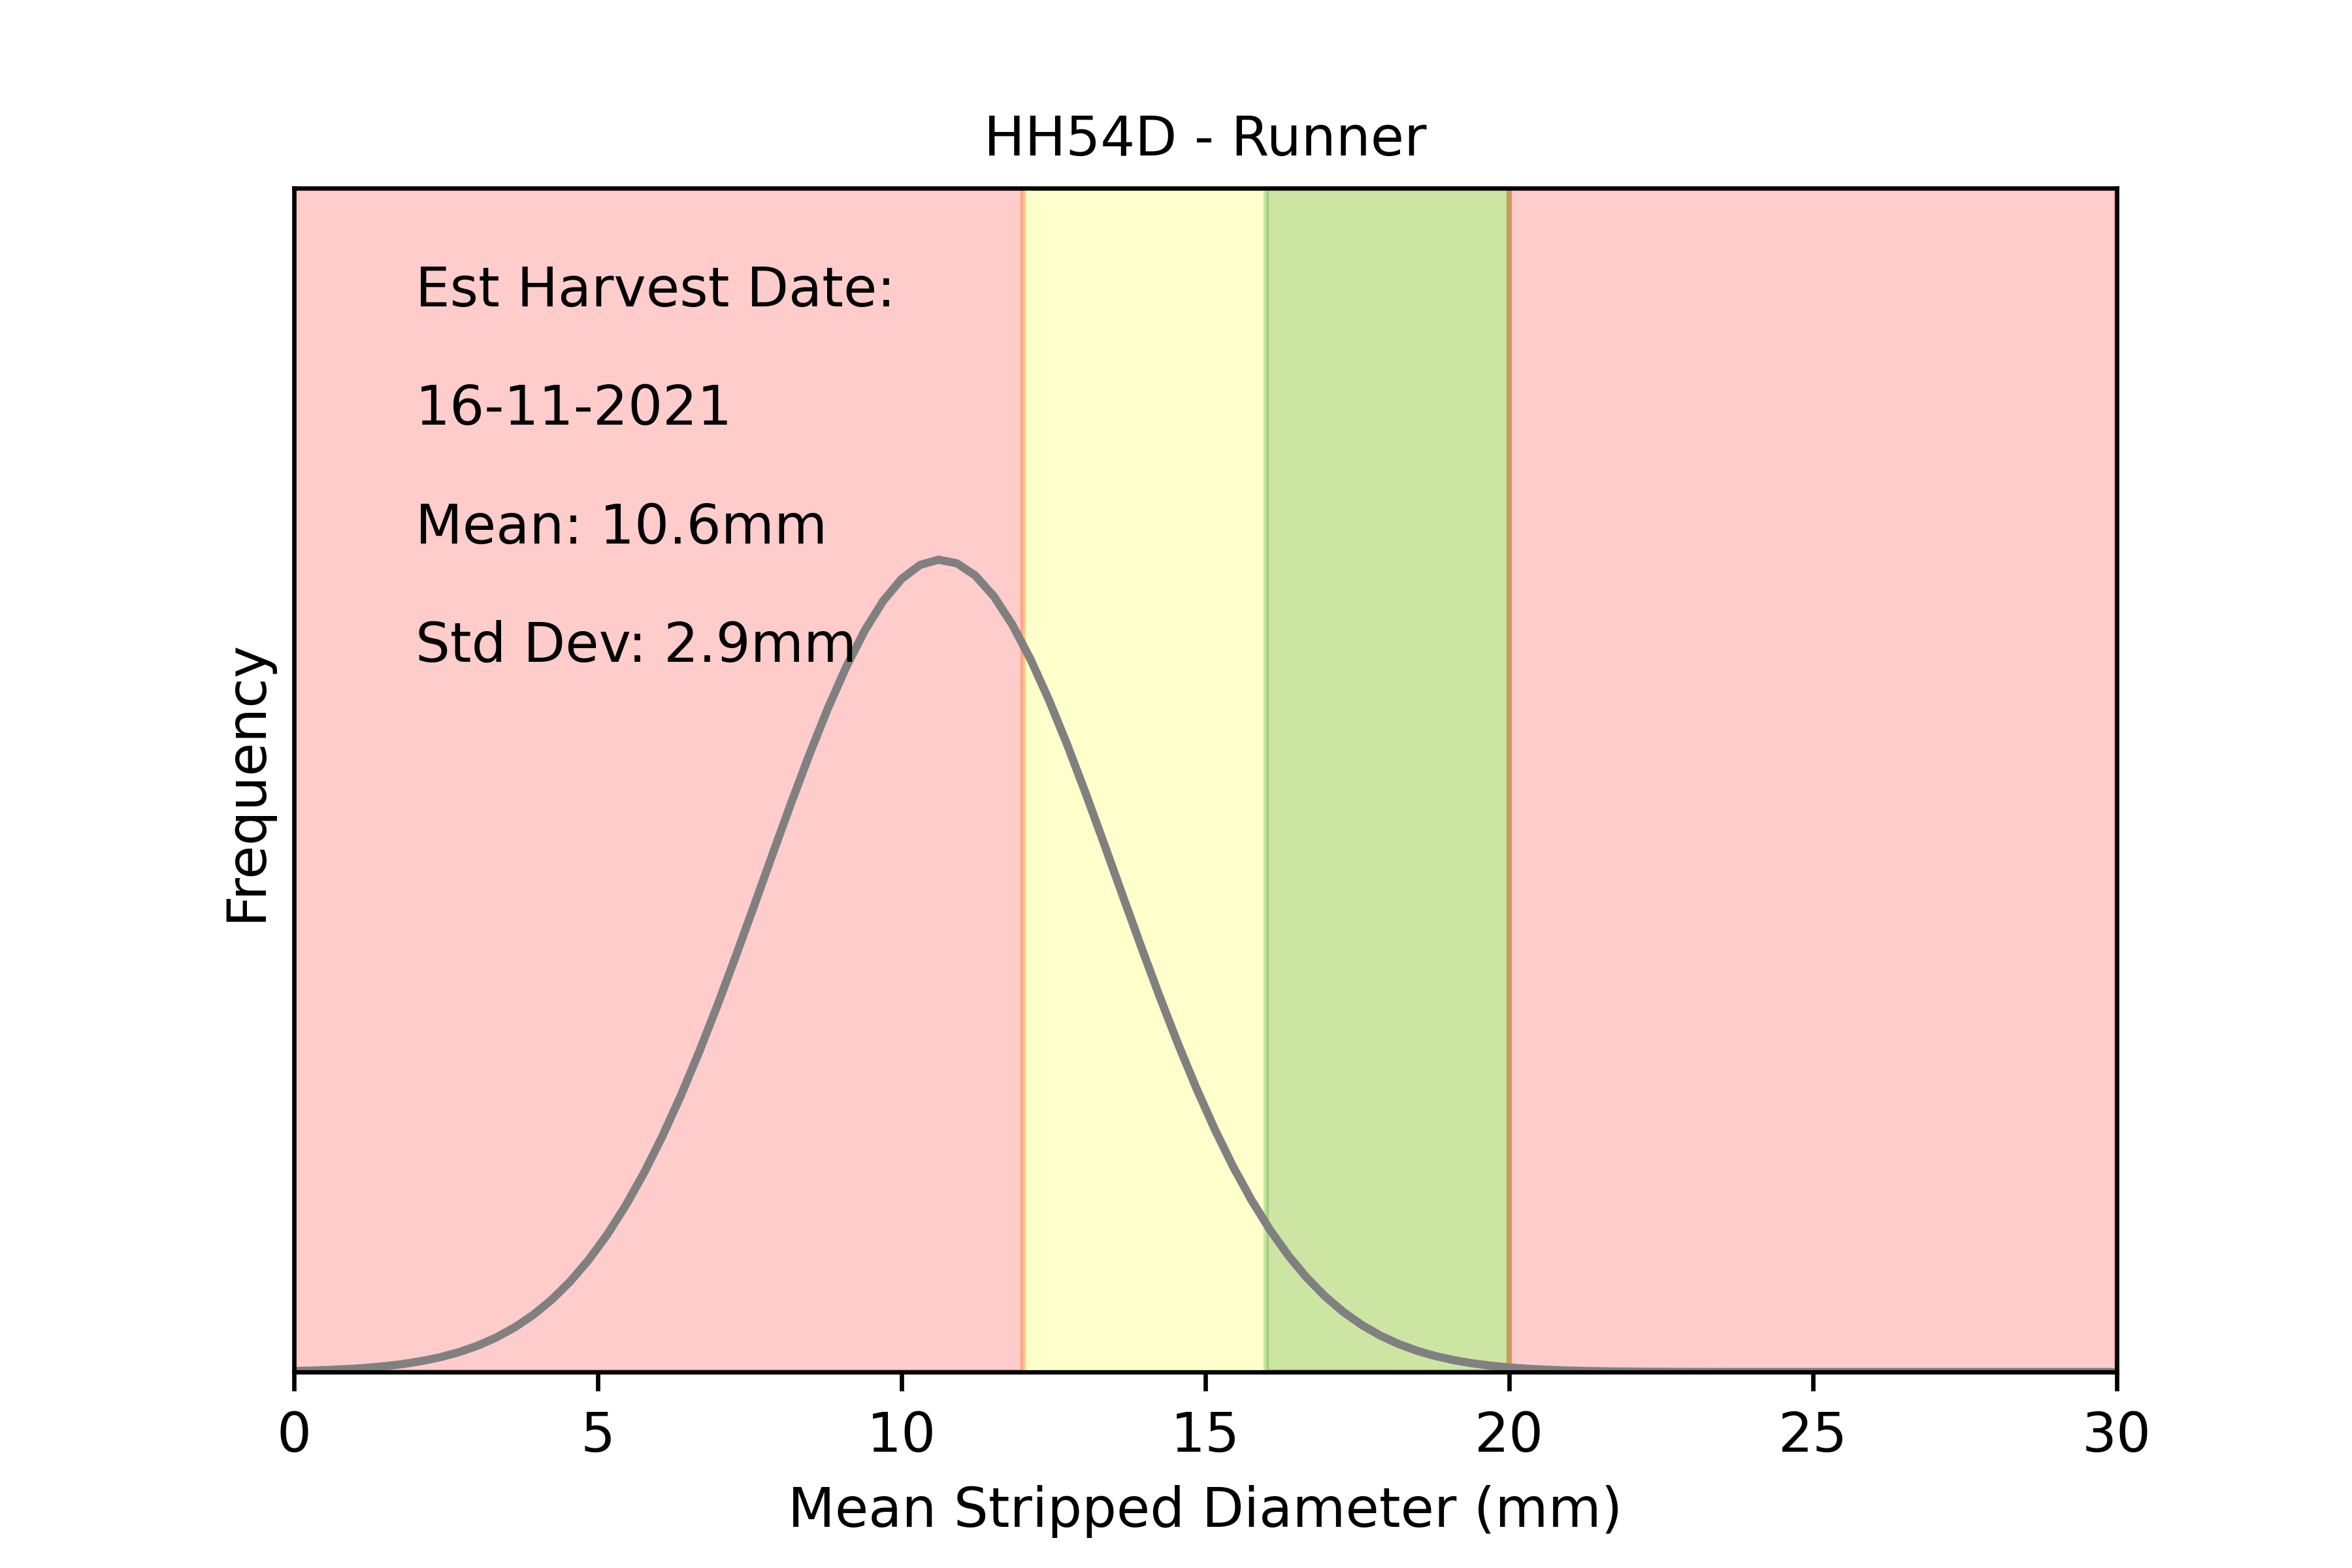 HH54D - Runner
Est Harvest Date:
16-11-2021
Mean: 10.6mm
Std Dev: 2.9mm
Frequency
0 5 10 15 20 25 30
Mean Stripped Diameter (mm)